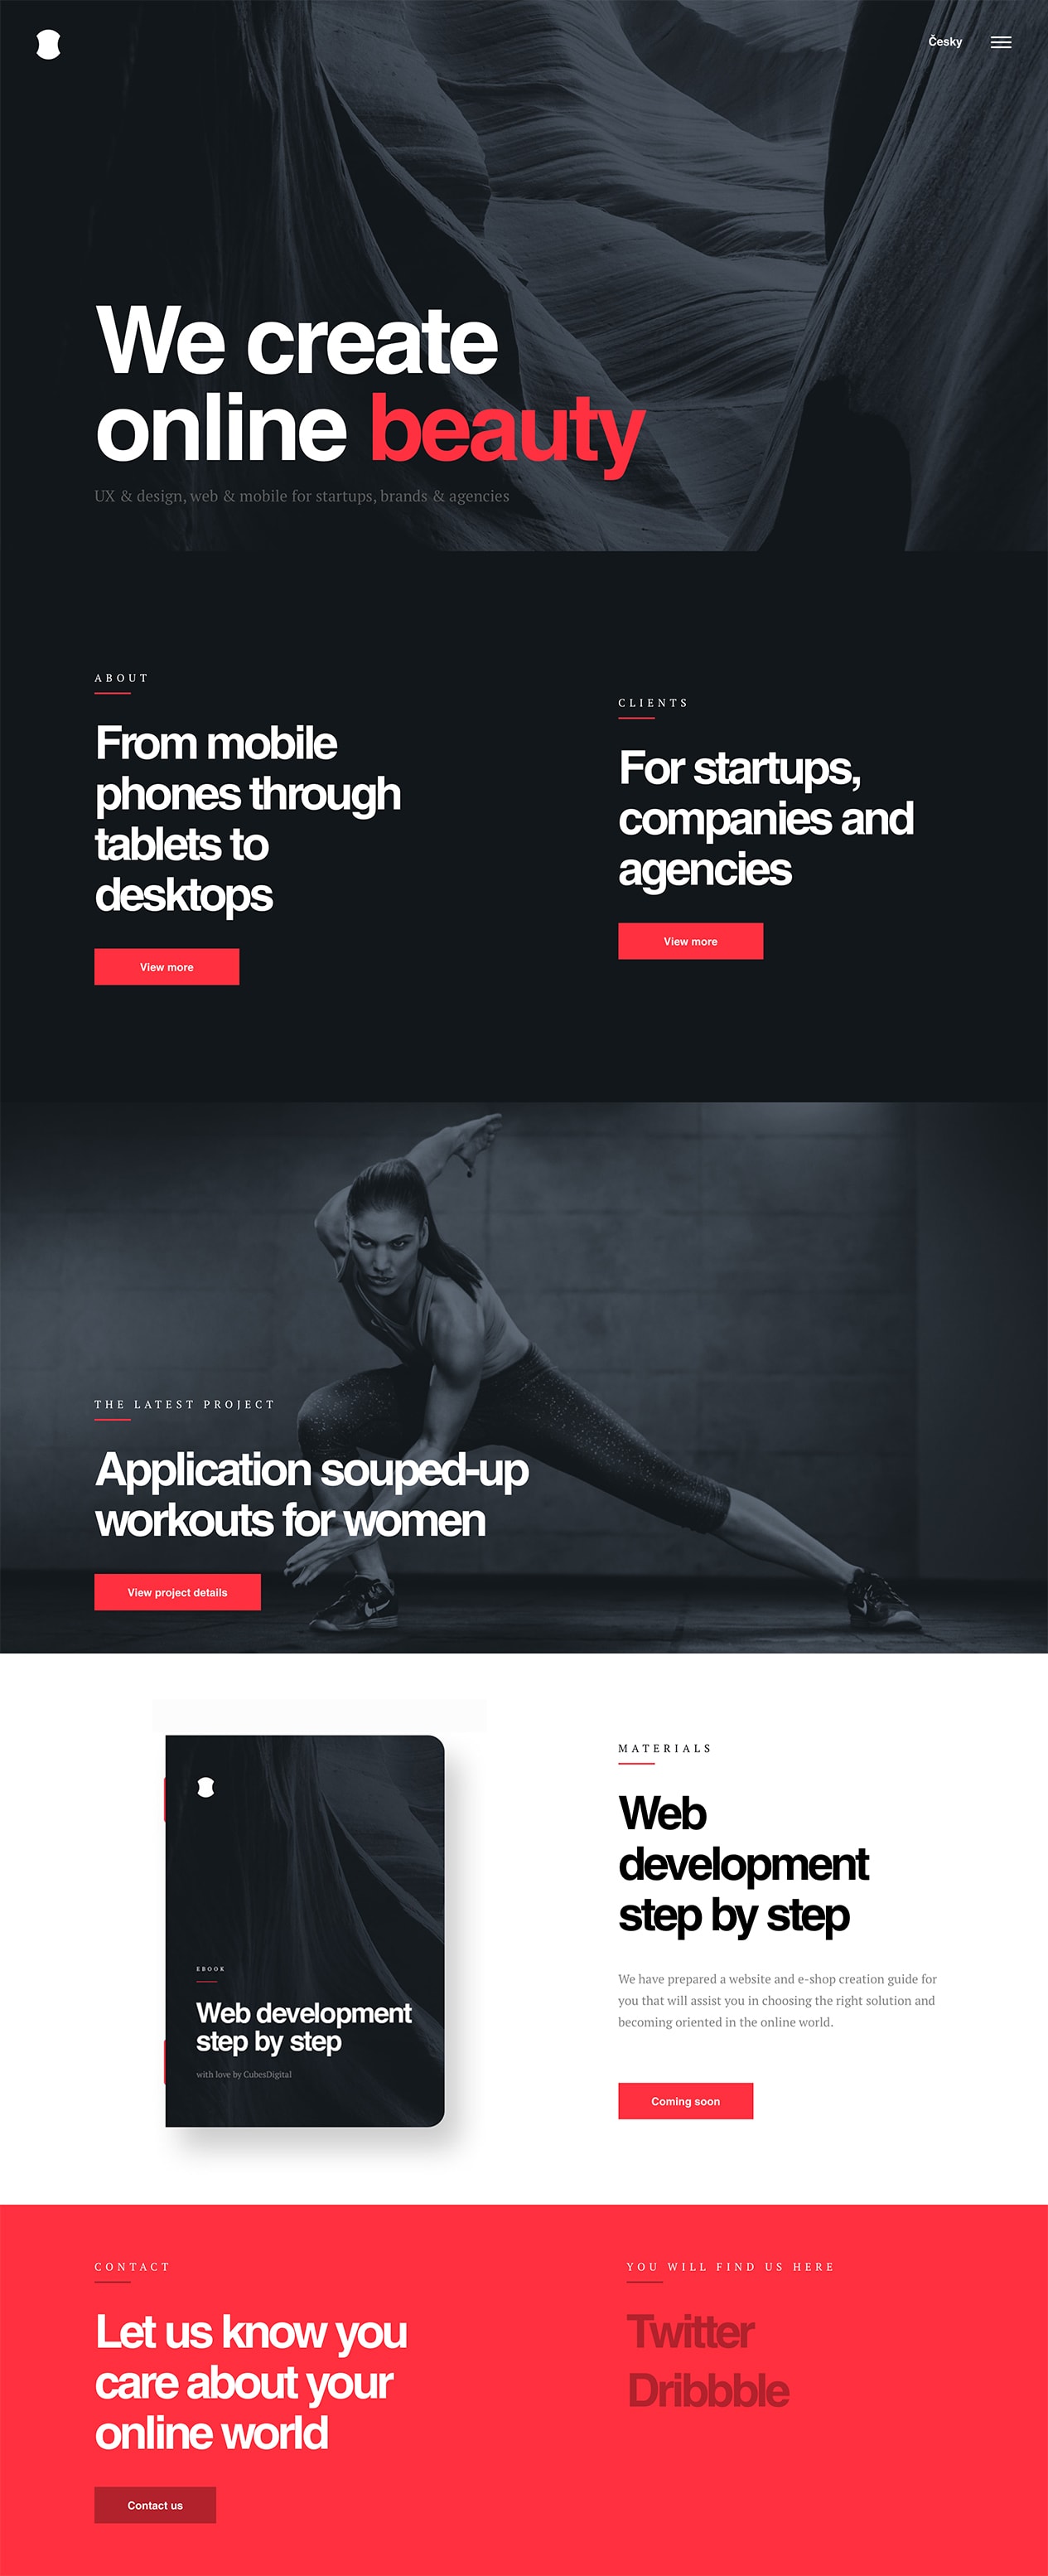 Česky
We create
online beauty
UX & design, web & mobile for startups, brands & agencies
ABOUT
From mobile
phones through
tablets to
desktops
View more
CLIENTS
For startups,
companies and
agencies
View more
THE LATEST PROJECT
Application souped-up
workouts for women
View project details
EBOOK
Web development
step by step
with love by CubesDigital
MATERIALS
Web
development
step by step
We have prepared a website and e-shop creation guide for
you that will assist you in choosing the right solution and
becoming oriented in the online world.
Coming soon
CONTACT
Let us know you
care about your
online world
Contact us
YOU WILL FIND US HERE
Twitter
Dribbble